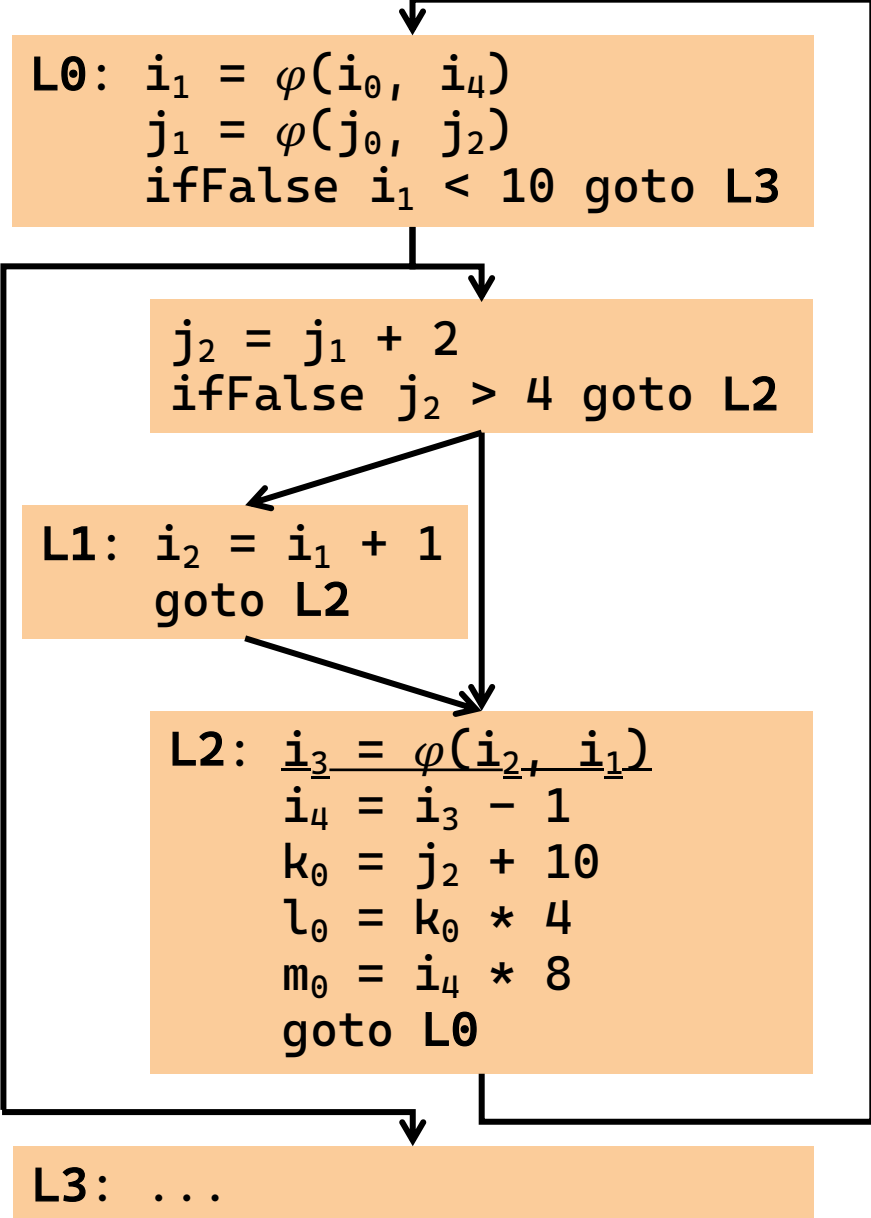 L0: i₁ = φ(i₀, i₄)
j₁ = φ(j₀, j₂)
ifFalse i₁ < 10 goto L3
j₂ = j₁ + 2
ifFalse j₂ > 4 goto L2
L1: i₂ = i₁ + 1
goto L2
L2: i₃ = φ(i₂, i₁)
i₄ = i₃ − 1
k₀ = j₂ + 10
l₀ = k₀ * 4
m₀ = i₄ * 8
goto L0
L3: ...